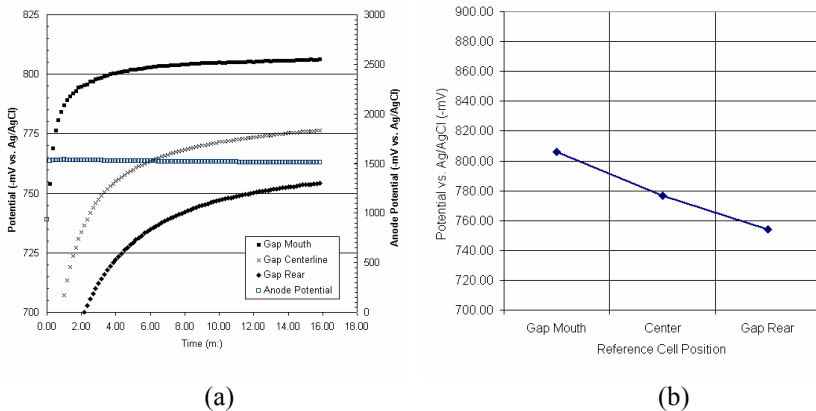 825
800
775
750
725
700
Potential (-mV vs. Ag/AgCl)
3000
2500
2000
1500
1000
500
0
Anode Potential (-mV vs. Ag/AgCl)
Gap Mouth
Gap Centerline
Gap Rear
Anode Potential
0.00 2.00 4.00 6.00 8.00 10.00 12.00 14.00 16.00 18.00
Time (m:)
(a)
900.00
880.00
860.00
840.00
820.00
800.00
780.00
760.00
740.00
720.00
700.00
Potential vs. Ag/AgCl (-mV)
Gap Mouth Center Gap Rear
Reference Cell Position
(b)